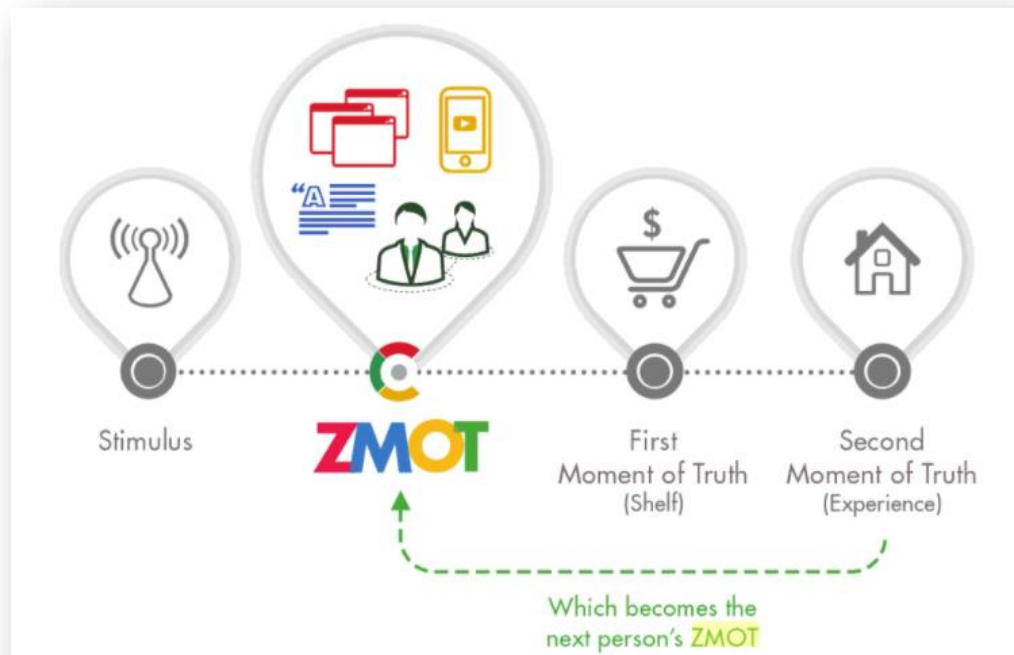 “A
$
Stimulus
ZMOT
First
Moment of Truth
(Shelf)
Second
Moment of Truth
(Experience)
Which becomes the
next person's ZMOT